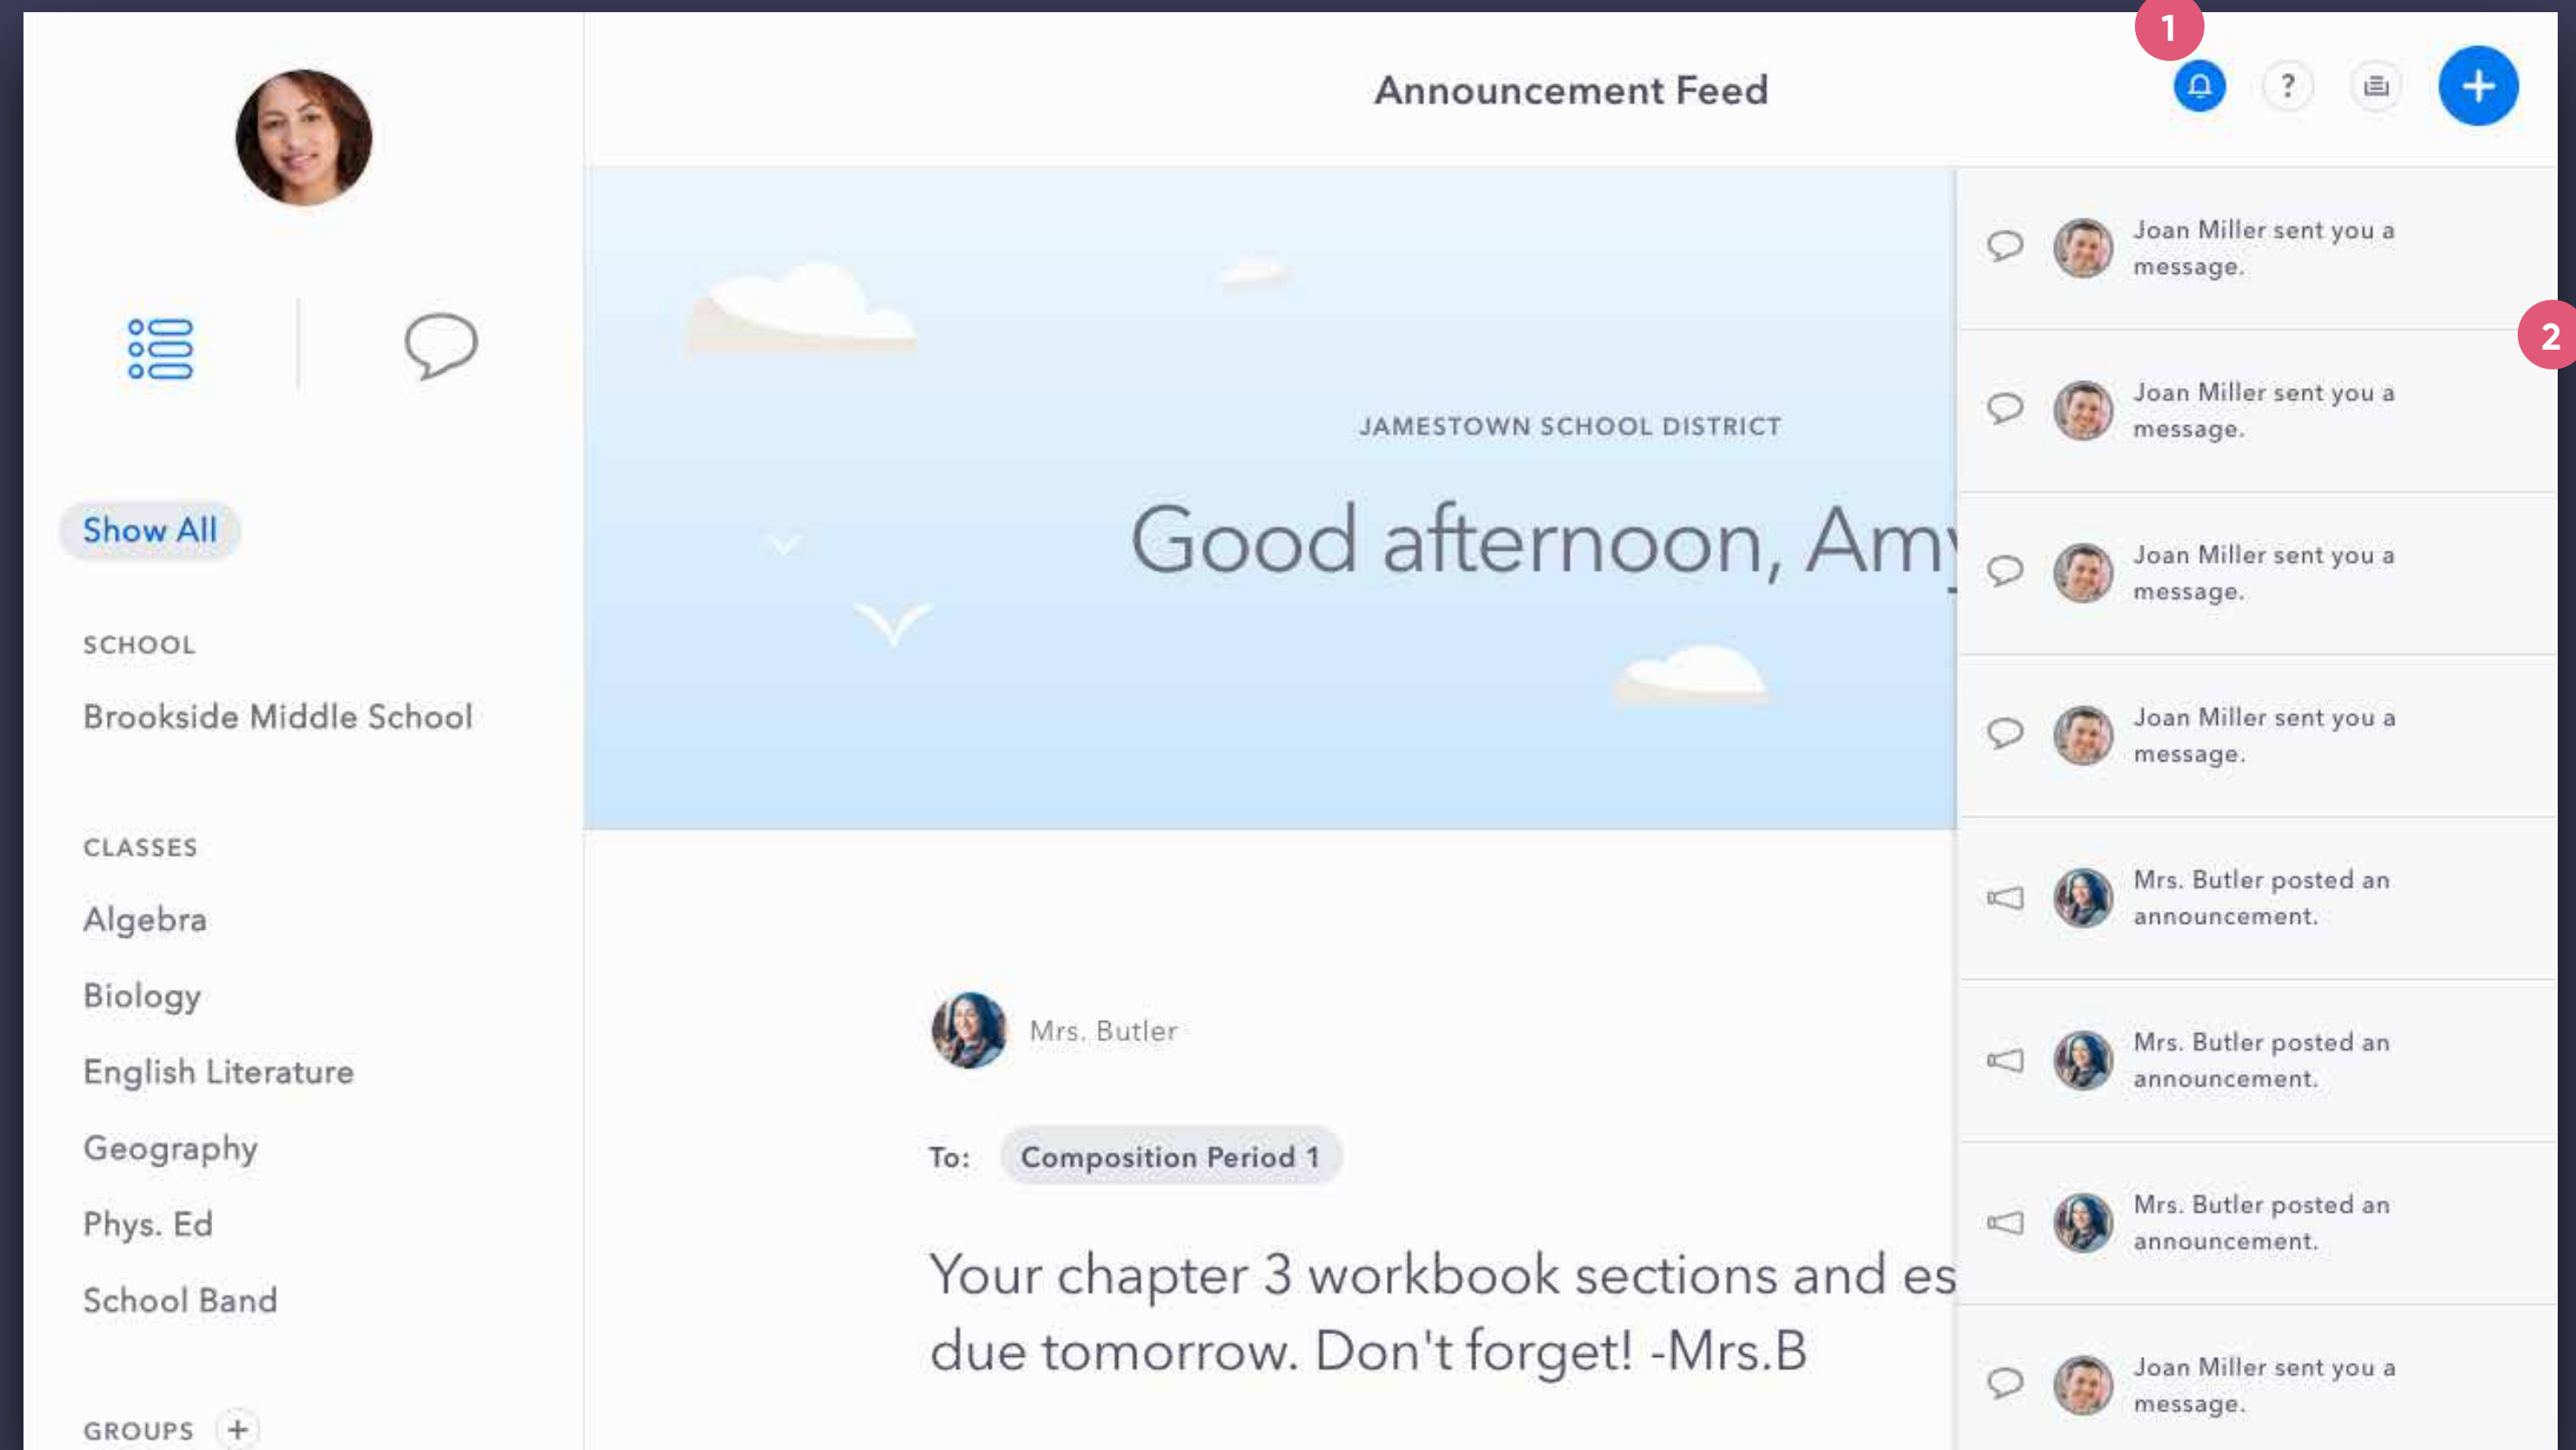 Show All
SCHOOL
Brookside Middle School
CLASSES
Algebra
Biology
English Literature
Geography
Phys. Ed
School Band
GROUPS +
Announcement Feed
1
?
+
JAMESTOWN SCHOOL DISTRICT
Good afternoon, Amy
Mrs. Butler
To: Composition Period 1
Your chapter 3 workbook sections and es
due tomorrow. Don't forget! -Mrs.B
Joan Miller sent you a
message.
2
Joan Miller sent you a
message.
Joan Miller sent you a
message.
Joan Miller sent you a
message.
Mrs. Butler posted an
announcement.
Mrs. Butler posted an
announcement.
Mrs. Butler posted an
announcement.
Joan Miller sent you a
message.